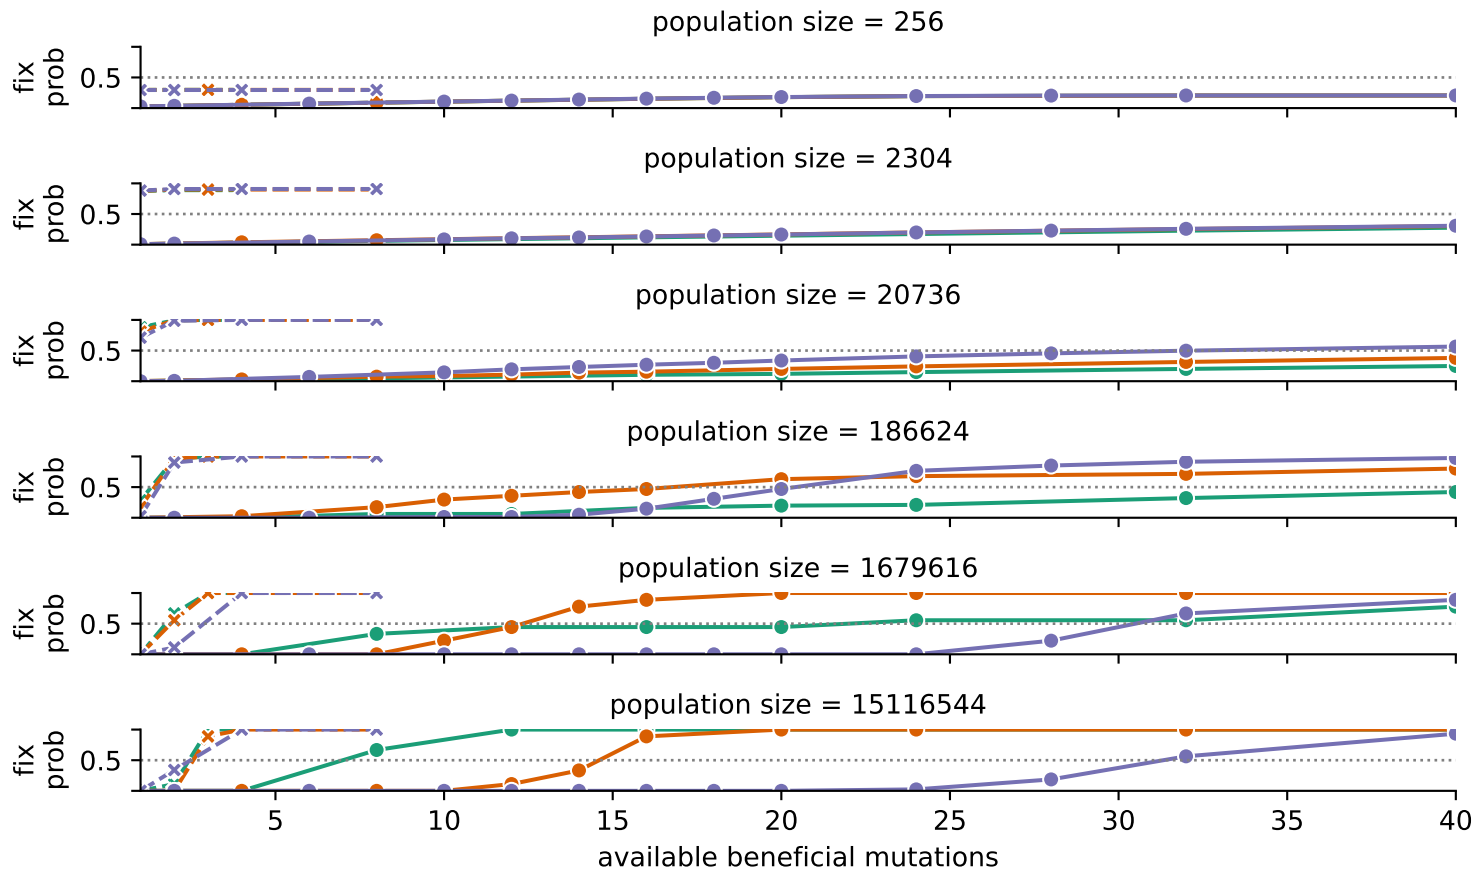 population size = 256
fix
prob
0.5
population size = 2304
fix
prob
0.5
population size = 20736
fix
prob
0.5
population size = 186624
fix
prob
0.5
population size = 1679616
fix
prob
0.5
population size = 15116544
fix
prob
0.5
5 10 15 20 25 30 35 40
available beneficial mutations